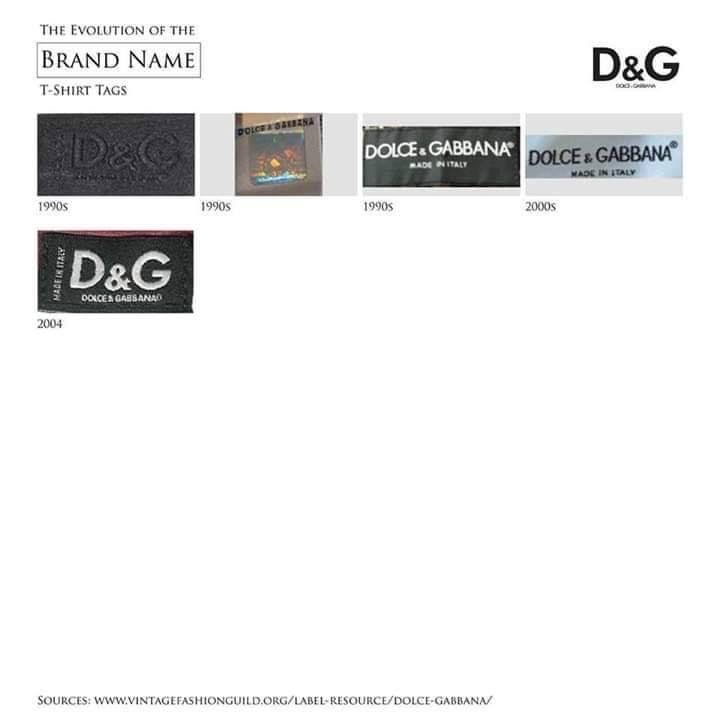 The Evolution of the
Brand Name
T-Shirt Tags
D&G
DOLCE & GABBANA
D&G
DOLCE & GABBANA
DOLCE & GABBANA®
MADE IN ITALY
DOLCE & GABBANA®
MADE IN ITALY
1990s
1990s
1990s
2000s
MADE IN ITALY
D&G
DOLCE & GABBANA®
2004
Sources: www.vintagefashionguild.org/label-resource/dolce-gabbana/